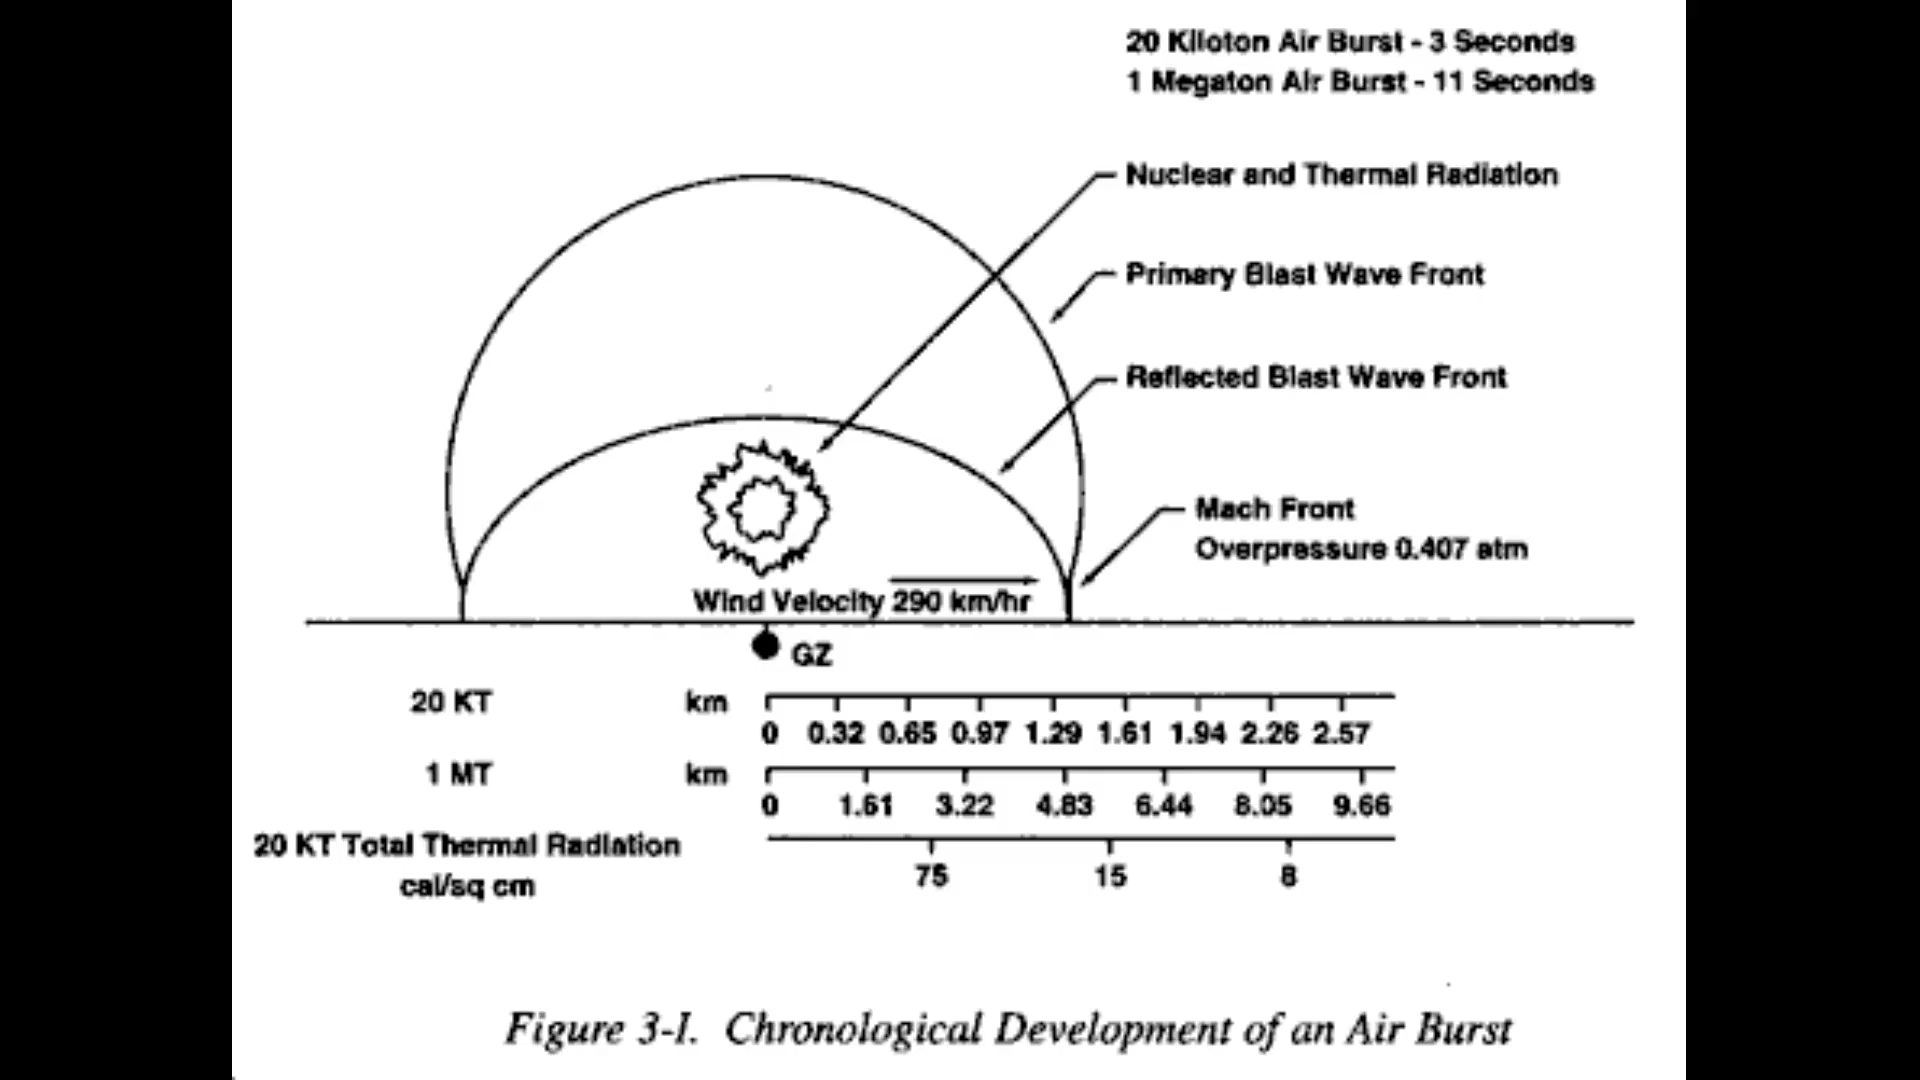 20 Kiloton Air Burst - 3 Seconds
1 Megaton Air Burst - 11 Seconds
Nuclear and Thermal Radiation
Primary Blast Wave Front
Reflected Blast Wave Front
Mach Front
Overpressure 0.407 atm
Wind Velocity 290 km/hr
GZ
20 KT km
0 0.32 0.65 0.97 1.29 1.61 1.94 2.26 2.57
1 MT km
0 1.61 3.22 4.83 6.44 8.05 9.66
20 KT Total Thermal Radiation
cal/sq cm
75 15 8
Figure 3-I. Chronological Development of an Air Burst